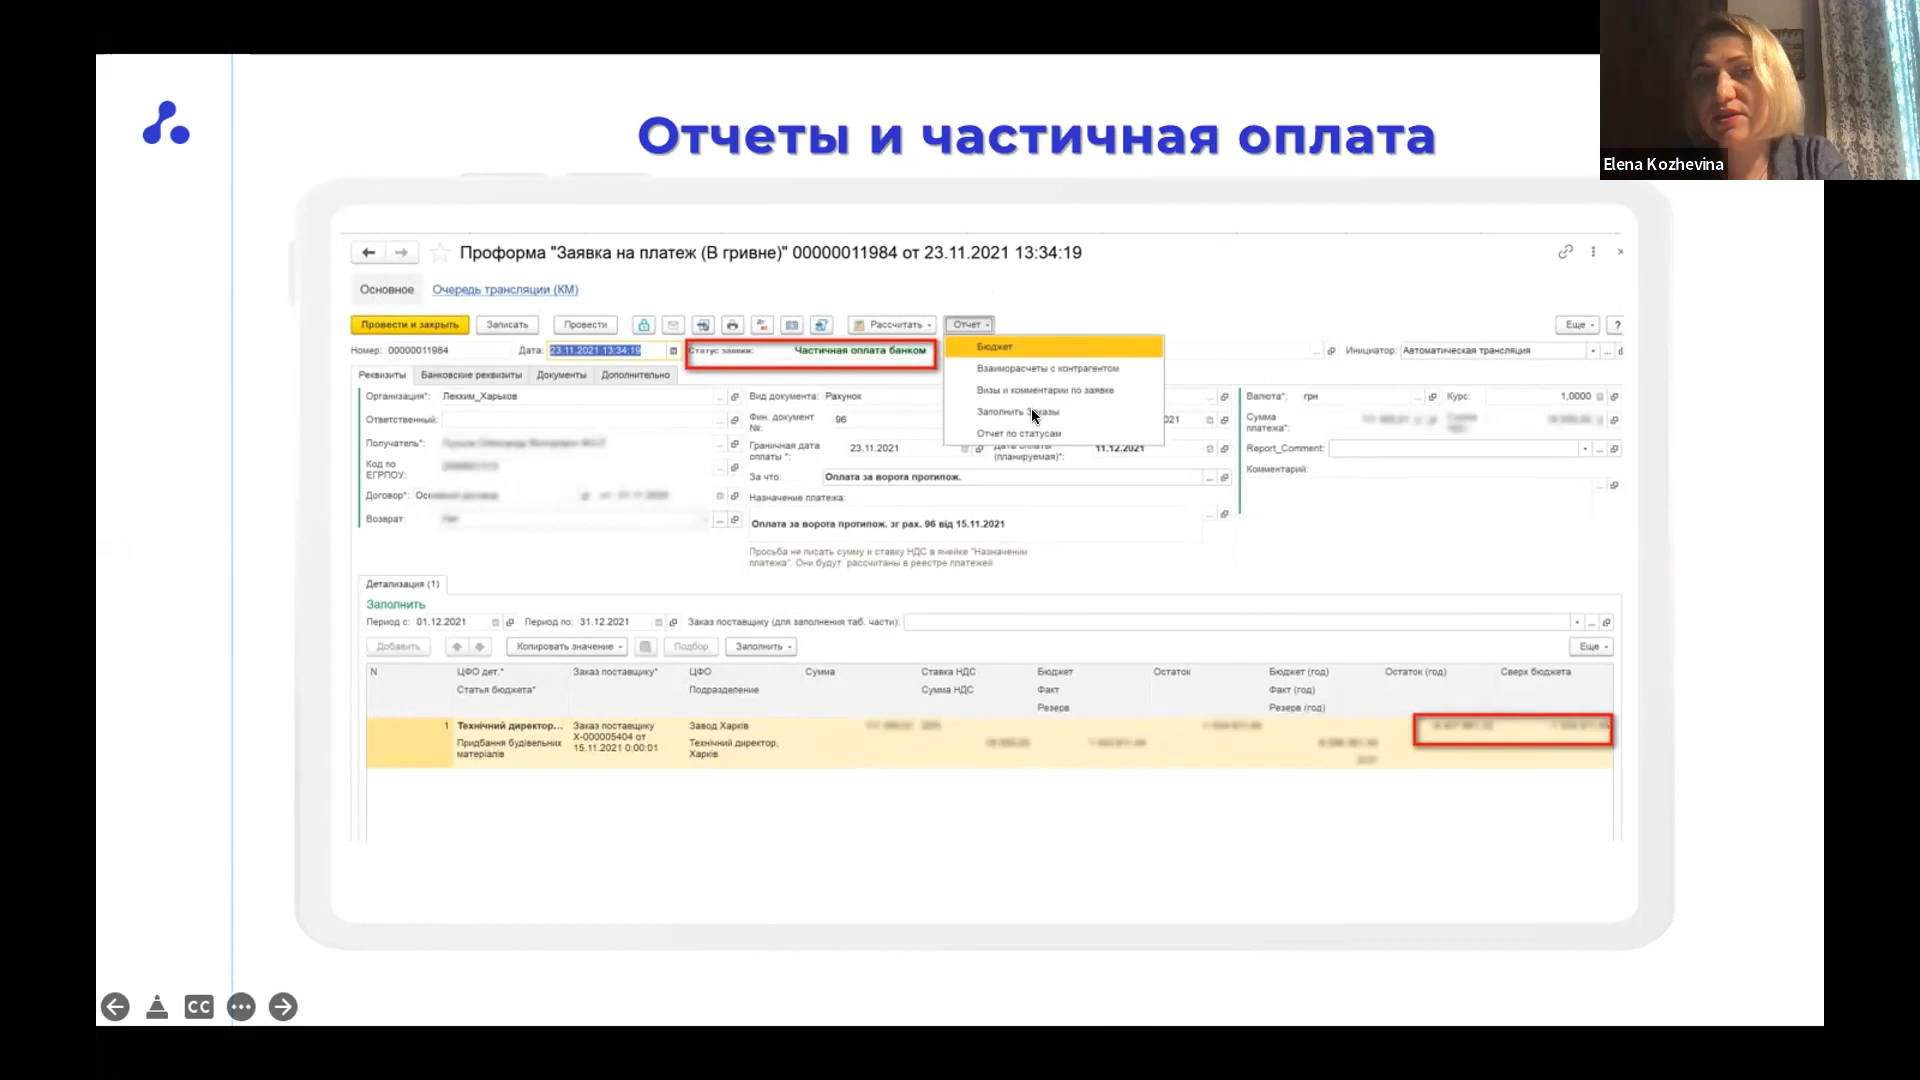 Отчеты и частичная оплата
Elena Kozhevina
Проформа "Заявка на платеж (В гривне)" 00000011984 от 23.11.2021 13:34:19
Основное Очередь трансляции (КМ)
Провести и закрыть Записать Провести Рассчитать Отчет Еще ?
Номер: 00000011984 Дата: 23.11.2021 13:34:19 Статус заявки: Частичная оплата банком Инициатор: Автоматическая трансляция
Бюджет
Взаиморасчеты с контрагентом
Визы и комментарии по заявке
Заполнить Заказы
Отчет по статусам
Реквизиты Банковские реквизиты Документы Дополнительно
Организация*: Лекхим_Харьков Вид документа: Рахунок Валюта*: грн Курс: 1,0000
Ответственный: Фин. документ №: 96 021 Сумма платежа*:
Получатель*: Граничная дата оплаты *: 23.11.2021 Дата оплаты (планируемая)*: 11.12.2021 Report_Comment:
Код по ЕГРПОУ: За что: Оплата за ворота протипож. Комментарий:
Договор*: Назначение платежа:
Возврат: Оплата за ворота протипож. зг рах. 96 від 15.11.2021
Просьба не писать сумму и ставку НДС в ячейке "Назначении
платежа". Они будут рассчитаны в реестре платежей
Детализация (1)
Заполнить
Период с: 01.12.2021 Период по: 31.12.2021 Заказ поставщику (для заполнения таб. части):
Добавить Копировать значение Подбор Заполнить Еще
N ЦФО дет.* Заказ поставщику* ЦФО Сумма Ставка НДС Бюджет Остаток Бюджет (год) Остаток (год) Сверх бюджета
Статья бюджета* Подразделение Сумма НДС Факт Факт (год)
Резерв Резерв (год)
1 Технічний директор... Заказ поставщику Завод Харків
Х-000005404 от
Придбання будівельних Технічний директор,
15.11.2021 0:00:01
матеріалів Харків
CC